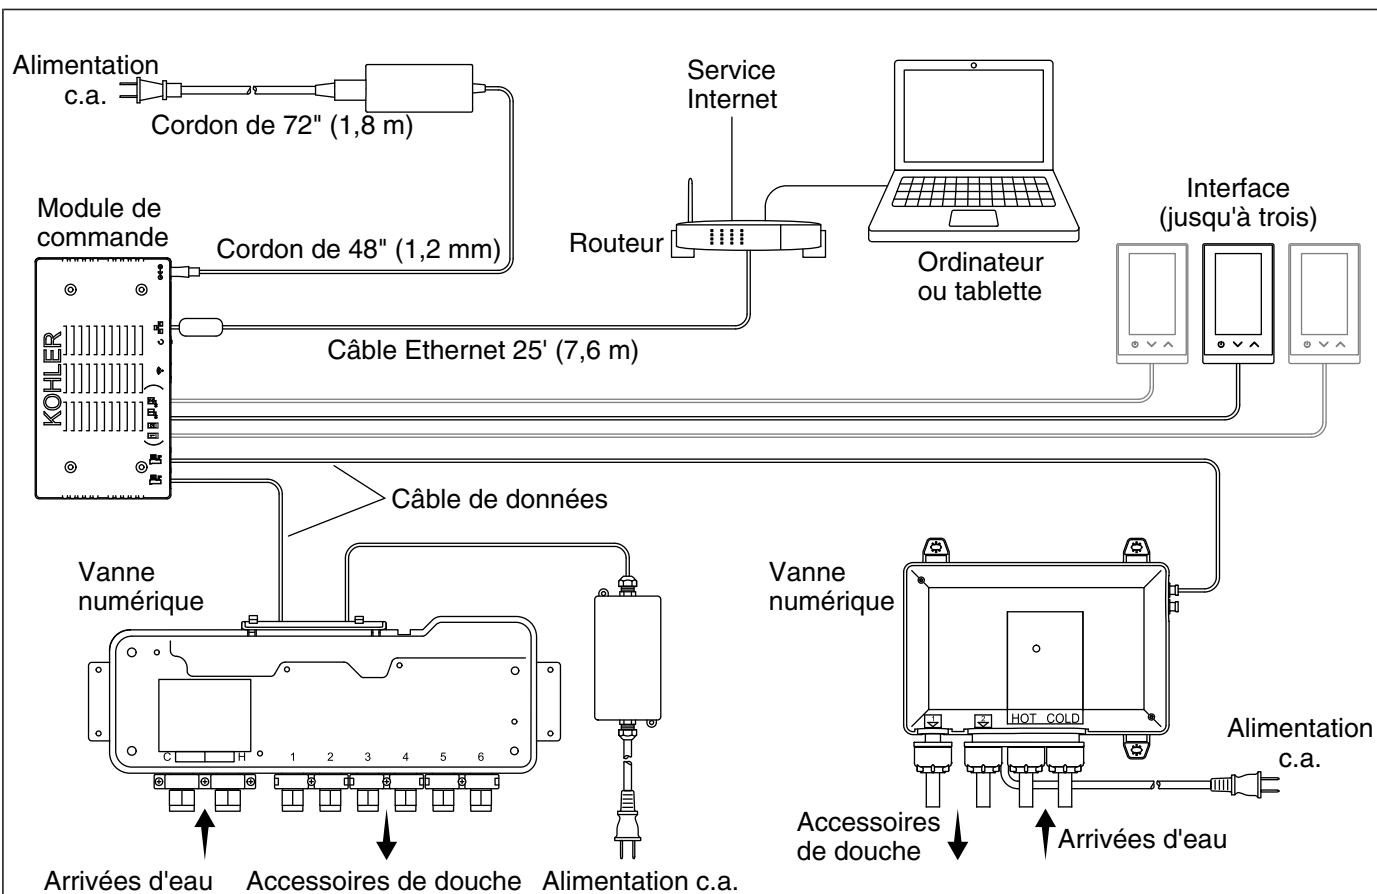 Alimentation
c.a.
Cordon de 72" (1,8 m)
Service
Internet
Interface
(jusqu'à trois)
Module de
commande
Cordon de 48" (1,2 mm)
Routeur
Ordinateur
ou tablette
KOHLER
Câble Ethernet 25' (7,6 m)
Câble de données
Vanne
numérique
Vanne
numérique
C H 1 2 3 4 5 6
1 2 HOT COLD
Alimentation
c.a.
Accessoires
de douche
Arrivées d'eau
Arrivées d'eau
Accessoires de douche
Alimentation c.a.